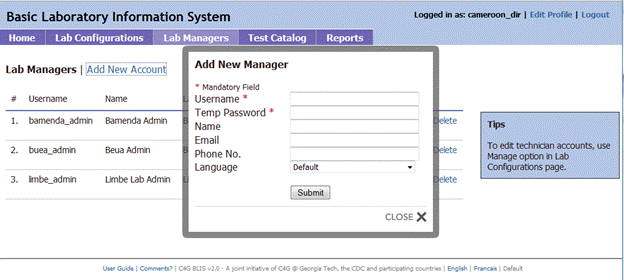 Basic Laboratory Information System
Logged in as: cameroon_dir | Edit Profile | Logout
Home Lab Configurations Lab Managers Test Catalog Reports
Lab Managers | Add New Account
# Username Name
1. bamenda_admin Bamenda Admin Delete
2. buea_admin Beua Admin Delete
3. limbe_admin Limbe Lab Admin Delete
Add New Manager
* Mandatory Field
Username *
Temp Password *
Name
Email
Phone No.
Language Default
Submit
CLOSE X
Tips
To edit technician accounts, use
Manage option in Lab
Configurations page.
User Guide | Comments? | C4G BLIS v2.0 - A joint initiative of C4G @ Georgia Tech, the CDC and participating countries | English | Francais | Default